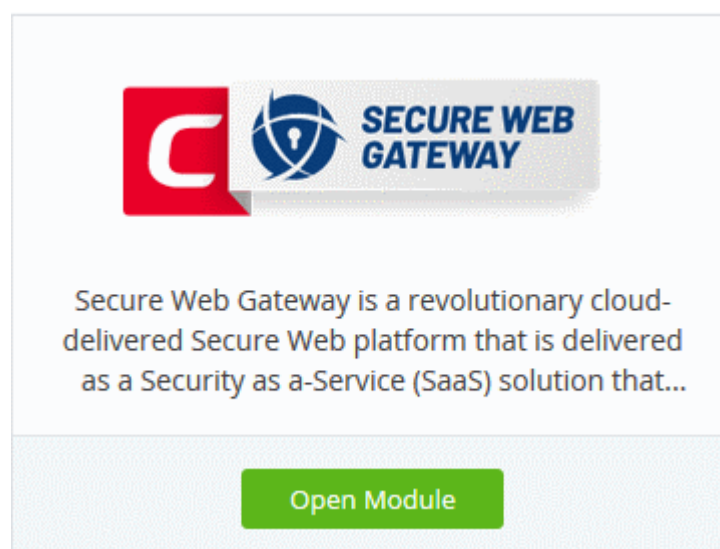 C SECURE WEB
GATEWAY
Secure Web Gateway is a revolutionary cloud-
delivered Secure Web platform that is delivered
as a Security as a-Service (SaaS) solution that...
Open Module